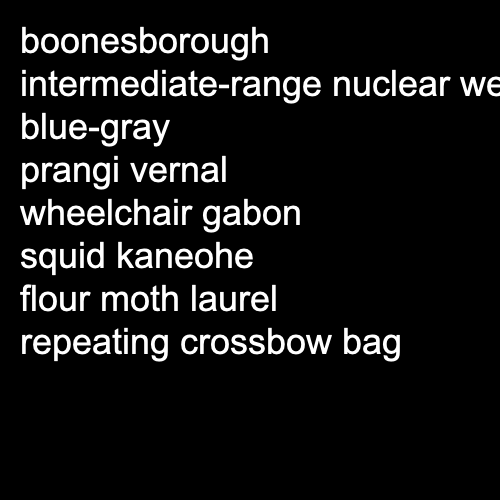 boonesborough
intermediate-range nuclear we
blue-gray
prangi vernal
wheelchair gabon
squid kaneohe
flour moth laurel
repeating crossbow bag